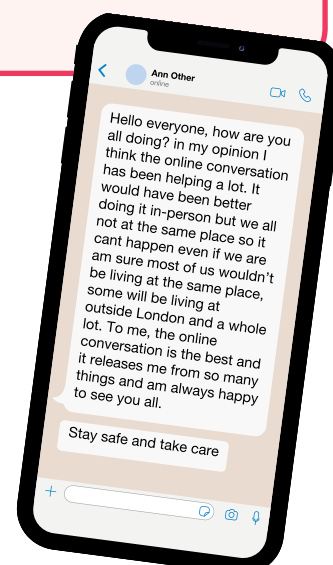 Ann Other
online
Hello everyone, how are you
all doing? in my opinion I
think the online conversation
has been helping a lot. It
would have been better
doing it in-person but we all
not at the same place so it
cant happen even if we are
am sure most of us wouldn't
be living at the same place,
some will be living at
outside London and a whole
lot. To me, the online
conversation is the best and
it releases me from so many
things and am always happy
to see you all.
Stay safe and take care